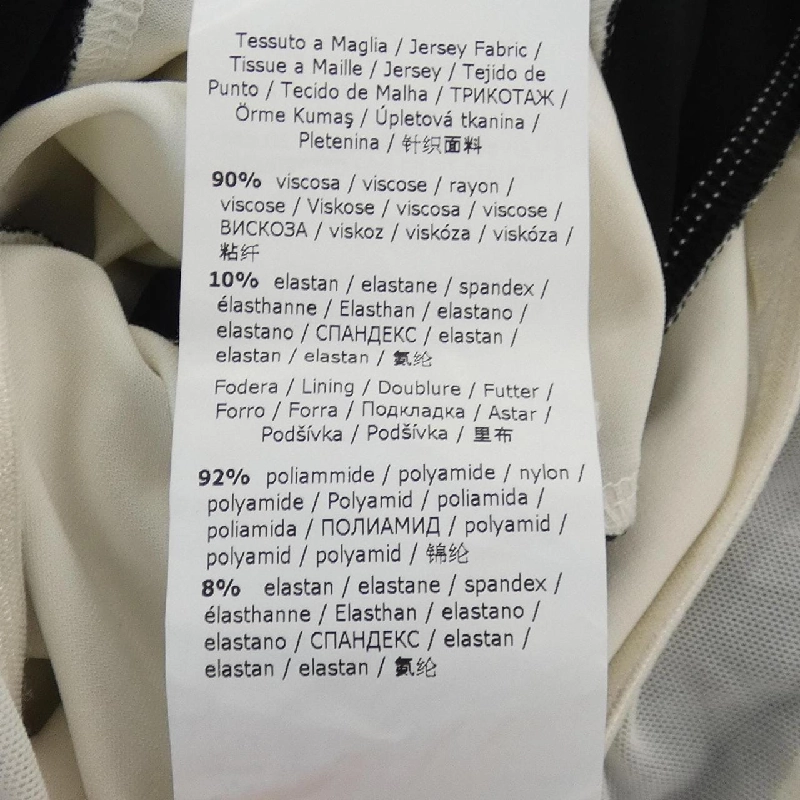 Tessuto a Maglia / Jersey Fabric /
Tissue a Maille / Jersey / Tejido de
Punto / Tecido de Malha / ТРИКОТАЖ /
Örme Kumaş / Úpletová tkanina /
Pletenina / 针织面料
90% viscosa / viscose / rayon /
viscose / Viskose / viscosa / viscose /
ВИСКОЗА / viskoz / viskóza / viskóza /
粘纤
10% elastan / elastane / spandex /
élasthanne / Elasthan / elastano /
elastano / СПАНДЕКС / elastan /
elastan / elastan / 氨纶
Fodera / Lining / Doublure / Futter /
Forro / Forra / Подкладка / Astar /
Podšívka / Podšívka / 里布
92% poliammide / polyamide / nylon /
polyamide / Polyamid / poliamida /
poliamida / ПОЛИАМИД / polyamid /
polyamid / polyamid / 锦纶
8% elastan / elastane / spandex /
élasthanne / Elasthan / elastano /
elastano / СПАНДЕКС / elastan /
elastan / elastan / 氨纶